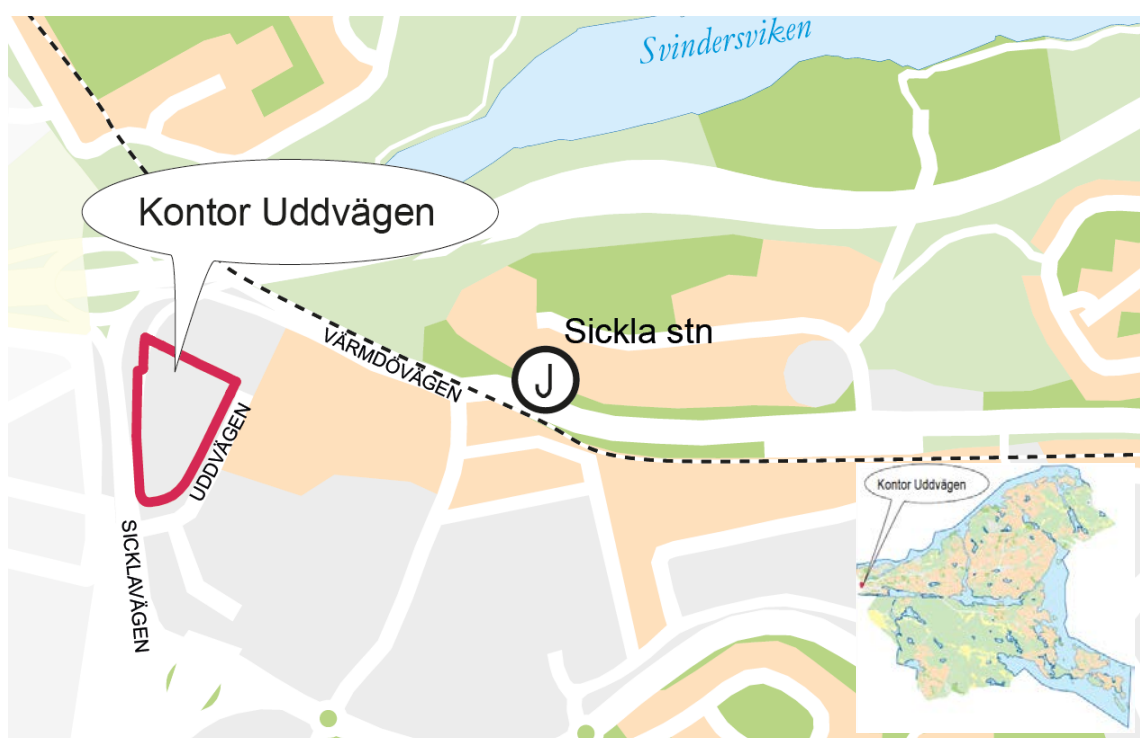 Svindersviken
Kontor Uddvägen
Sickla stn
VÄRMDÖVÄGEN
J
UDDVÄGEN
SICKLAVÄGEN
Kontor Uddvägen